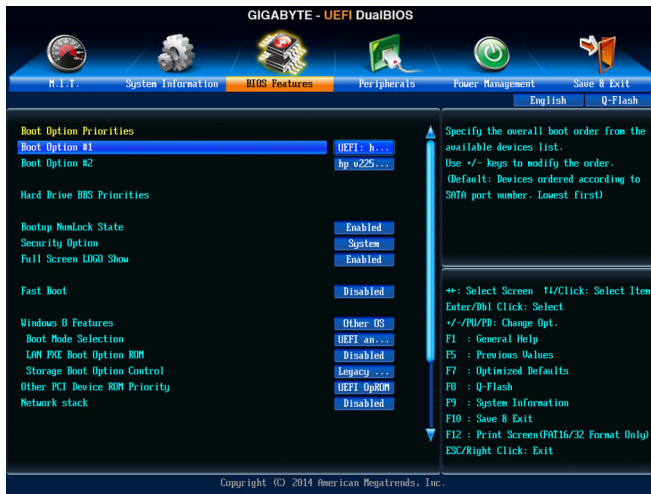 GIGABYTE - UEFI DualBIOS
M.I.T.
System Information
BIOS Features
Peripherals
Power Management
Save & Exit
English
Q-Flash
Boot Option Priorities
Boot Option #1 UEFI: h...
Boot Option #2 hp v225...
Hard Drive BBS Priorities
Bootup NumLock State Enabled
Security Option System
Full Screen LOGO Show Enabled
Fast Boot Disabled
Windows 8 Features Other OS
Boot Mode Selection UEFI an...
LAN PXE Boot Option ROM Disabled
Storage Boot Option Control Legacy ...
Other PCI Device ROM Priority UEFI OpROM
Network stack Disabled
Specify the overall boot order from the
available devices list.
Use +/- keys to modify the order.
(Default: Devices ordered according to
SATA port number. Lowest first)
→←: Select Screen ↑↓/Click: Select Item
Enter/Dbl Click: Select
+/-/PU/PD: Change Opt.
F1 : General Help
F5 : Previous Values
F7 : Optimized Defaults
F8 : Q-Flash
F9 : System Information
F10 : Save & Exit
F12 : Print Screen(FAT16/32 Format Only)
ESC/Right Click: Exit
Copyright (C) 2014 American Megatrends, Inc.